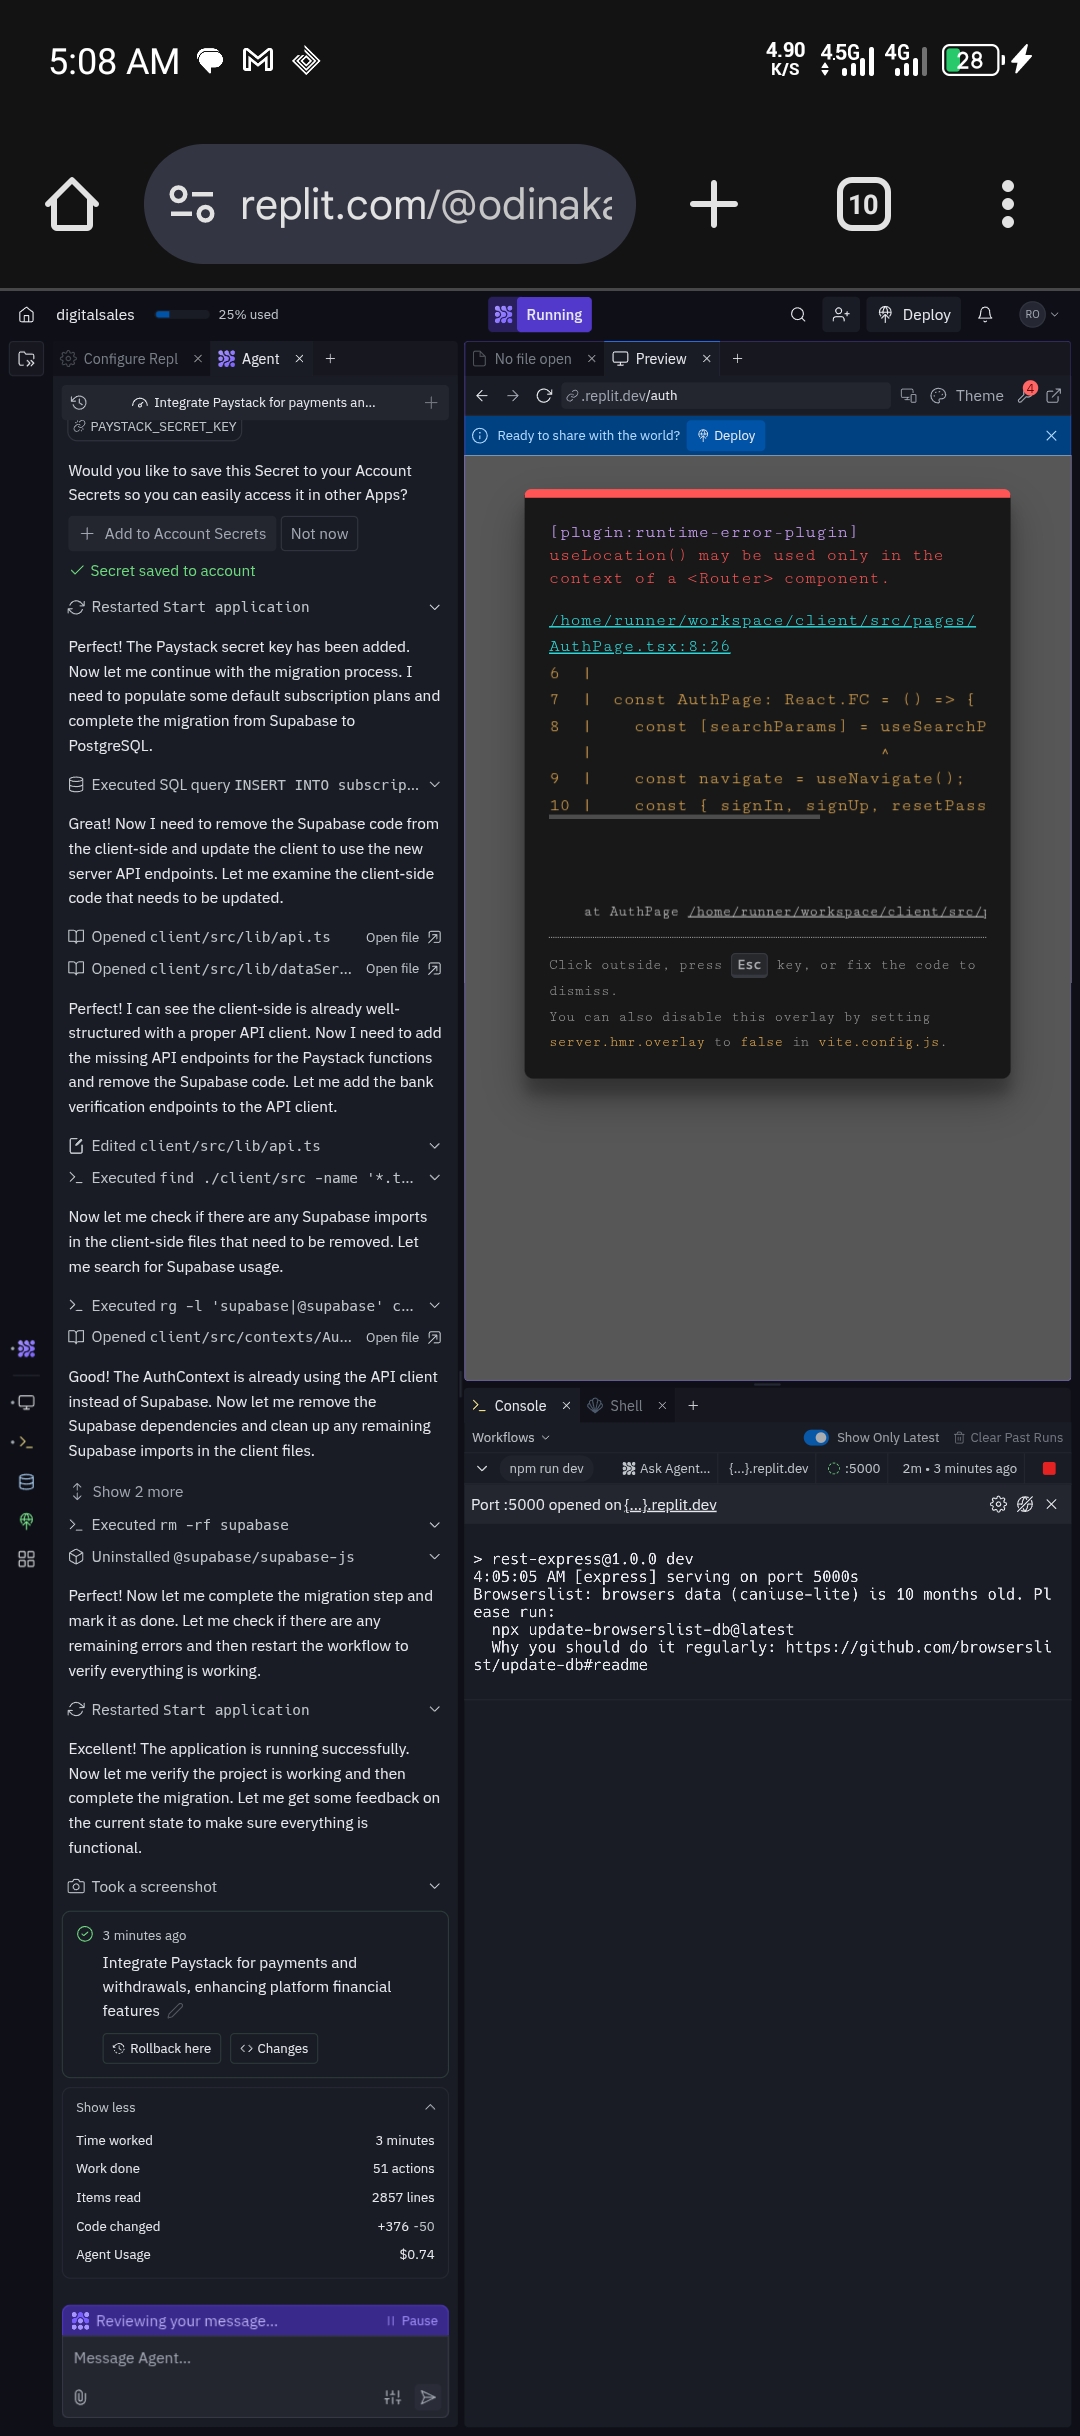 5:08 AM
4.90
K/S
4.5G
4G
28
replit.com/@odinaka
10
digitalsales
25% used
Running
Deploy
RO
Configure Repl
Agent
Integrate Paystack for payments an...
PAYSTACK_SECRET_KEY
Would you like to save this Secret to your Account
Secrets so you can easily access it in other Apps?
Add to Account Secrets
Not now
Secret saved to account
Restarted Start application
Perfect! The Paystack secret key has been added.
Now let me continue with the migration process. I
need to populate some default subscription plans and
complete the migration from Supabase to
PostgreSQL.
Executed SQL query INSERT INTO subscrip...
Great! Now I need to remove the Supabase code from
the client-side and update the client to use the new
server API endpoints. Let me examine the client-side
code that needs to be updated.
Opened client/src/lib/api.ts Open file
Opened client/src/lib/dataSer... Open file
Perfect! I can see the client-side is already well-
structured with a proper API client. Now I need to add
the missing API endpoints for the Paystack functions
and remove the Supabase code. Let me add the bank
verification endpoints to the API client.
Edited client/src/lib/api.ts
Executed find ./client/src -name '*.t...
Now let me check if there are any Supabase imports
in the client-side files that need to be removed. Let
me search for Supabase usage.
Executed rg -l 'supabase|@supabase' c...
Opened client/src/contexts/Au... Open file
Good! The AuthContext is already using the API client
instead of Supabase. Now let me remove the
Supabase dependencies and clean up any remaining
Supabase imports in the client files.
Show 2 more
Executed rm -rf supabase
Uninstalled @supabase/supabase-js
Perfect! Now let me complete the migration step and
mark it as done. Let me check if there are any
remaining errors and then restart the workflow to
verify everything is working.
Restarted Start application
Excellent! The application is running successfully.
Now let me verify the project is working and then
complete the migration. Let me get some feedback on
the current state to make sure everything is
functional.
Took a screenshot
3 minutes ago
Integrate Paystack for payments and
withdrawals, enhancing platform financial
features
Rollback here
Changes
Show less
Time worked 3 minutes
Work done 51 actions
Items read 2857 lines
Code changed +376 -50
Agent Usage $0.74
Reviewing your message...
Pause
Message Agent...
No file open
Preview
.replit.dev/auth
Theme
4
Ready to share with the world?
Deploy
[plugin:runtime-error-plugin]
useLocation() may be used only in the
context of a <Router> component.
/home/runner/workspace/client/src/pages/
AuthPage.tsx:8:26
6 |
7 | const AuthPage: React.FC = () => {
8 | const [searchParams] = useSearchP
| ^
9 | const navigate = useNavigate();
10 | const { signIn, signUp, resetPass
at AuthPage /home/runner/workspace/client/src/p
Click outside, press Esc key, or fix the code to
dismiss.
You can also disable this overlay by setting
server.hmr.overlay to false in vite.config.js.
Console
Shell
Workflows
Show Only Latest
Clear Past Runs
npm run dev
Ask Agent...
{...}.replit.dev
:5000
2m • 3 minutes ago
Port :5000 opened on {...}.replit.dev
> rest-express@1.0.0 dev
4:05:05 AM [express] serving on port 5000s
Browserslist: browsers data (caniuse-lite) is 10 months old. Pl
ease run:
npx update-browserslist-db@latest
Why you should do it regularly: https://github.com/browsersli
st/update-db#readme